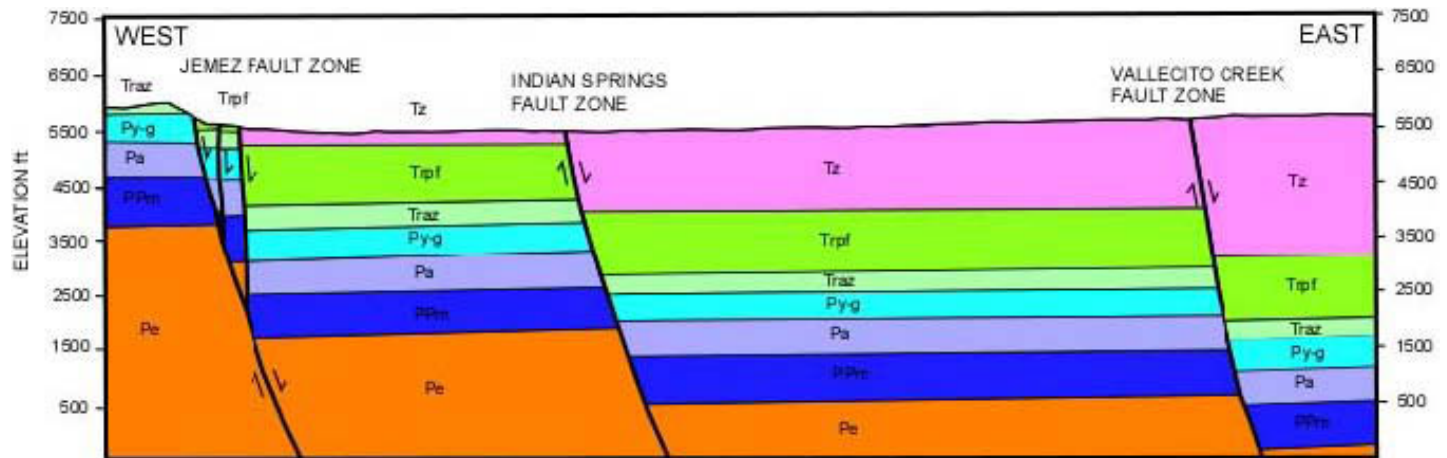 7500
7500
WEST
EAST
JEMEZ FAULT ZONE
INDIAN SPRINGS
FAULT ZONE
VALLECITO CREEK
FAULT ZONE
6500
6500
Traz
Trpf
Tz
5500
5500
Py-g
Pa
Trpf
Tz
Tz
4500
4500
PPm
Traz
3500
3500
Py-g
Trpf
Pa
Traz
Trpf
2500
2500
PPm
Py-g
Pe
Pa
Traz
1500
1500
Py-g
PPm
Pa
Pe
500
500
Pe
PPm
ELEVATION ft